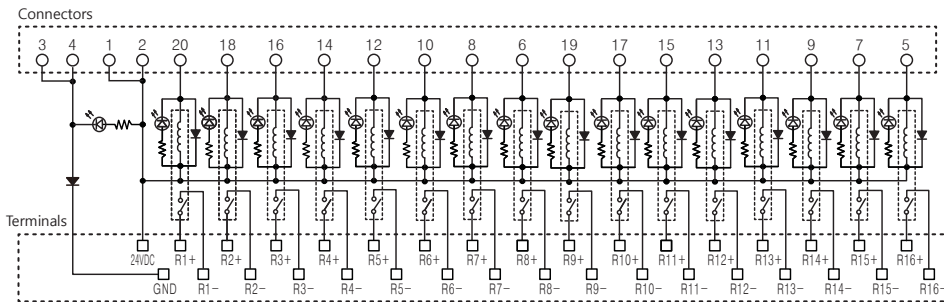 Connectors
3 4 1 2 20 18 16 14 12 10 8 6 19 17 15 13 11 9 7 5
Terminals
24VDC R1+ R2+ R3+ R4+ R5+ R6+ R7+ R8+ R9+ R10+ R11+ R12+ R13+ R14+ R15+ R16+
GND R1− R2− R3− R4− R5− R6− R7− R8− R9− R10− R11− R12− R13− R14− R15− R16−